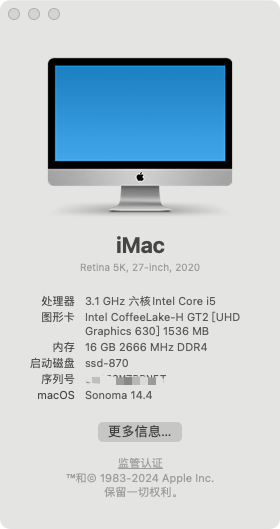 iMac
Retina 5K, 27-inch, 2020
处理器 3.1 GHz 六核Intel Core i5
图形卡 Intel CoffeeLake-H GT2 [UHD
Graphics 630] 1536 MB
内存 16 GB 2666 MHz DDR4
启动磁盘 ssd-870
序列号
macOS Sonoma 14.4
更多信息...
监管认证
™和© 1983-2024 Apple Inc.
保留一切权利。